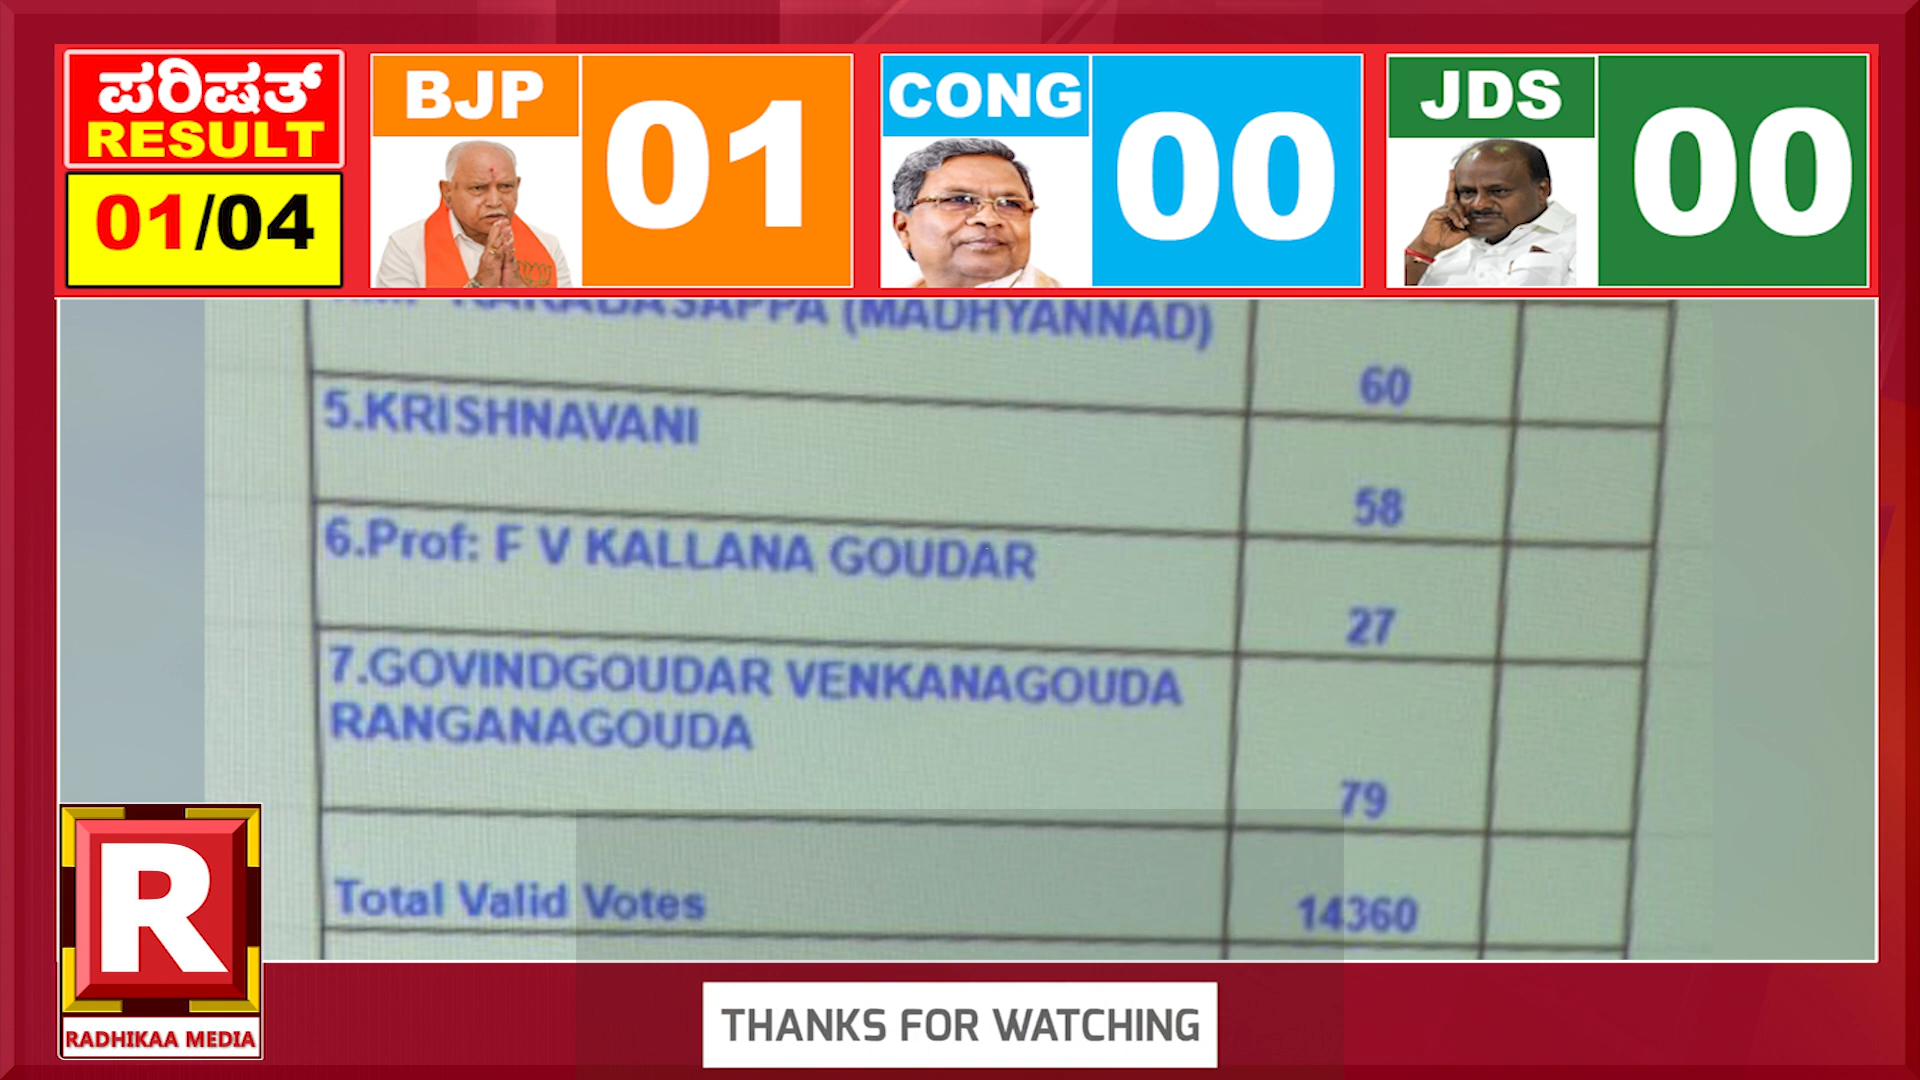 ಪರಿಷತ್
RESULT
01/04
BJP
01
CONG
00
JDS
00
(MADHYANNAD)
60
5.KRISHNAVANI
58
6.Prof: F V KALLANA GOUDAR
27
7.GOVINDGOUDAR VENKANAGOUDA
RANGANAGOUDA
79
Total Valid Votes
14360
R
RADHIKAA MEDIA
THANKS FOR WATCHING